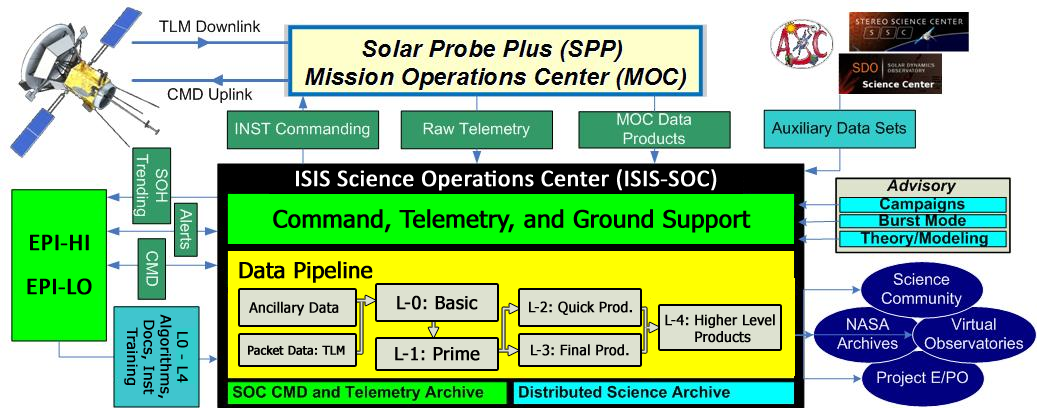 TLM Downlink
CMD Uplink
Solar Probe Plus (SPP)
Mission Operations Center (MOC)
ASC
STEREO SCIENCE CENTER
S S C
SDO SOLAR DYNAMICS
OBSERVATORY
Science Center
INST Commanding
Raw Telemetry
MOC Data
Products
Auxiliary Data Sets
SOH
Trending
Alerts
CMD
EPI-HI
EPI-LO
L0 - L4
Algorithms,
Docs, Inst
Training
ISIS Science Operations Center (ISIS-SOC)
Command, Telemetry, and Ground Support
Data Pipeline
Ancillary Data
Packet Data: TLM
L-0: Basic
L-1: Prime
L-2: Quick Prod.
L-3: Final Prod.
L-4: Higher Level
Products
SOC CMD and Telemetry Archive
Distributed Science Archive
Advisory
Campaigns
Burst Mode
Theory/Modeling
Science
Community
NASA
Archives
Virtual
Observatories
Project E/PO